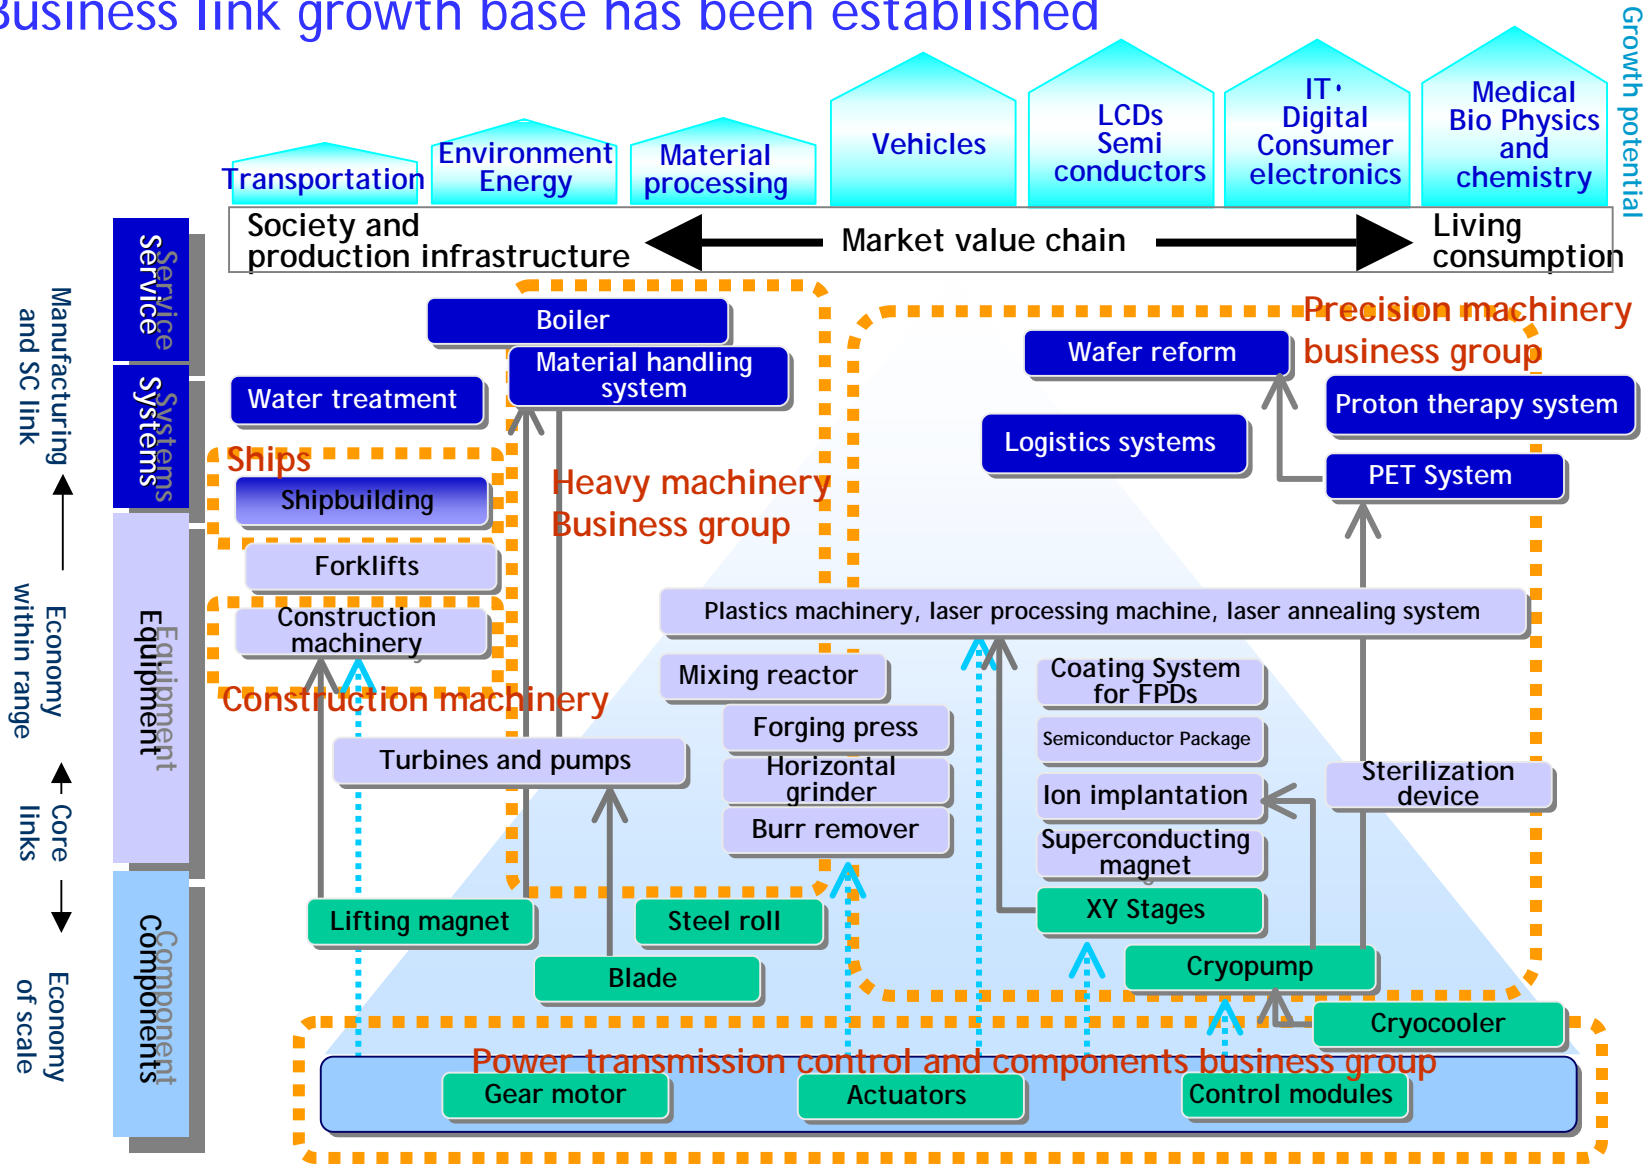 Business link growth base has been established
Growth potential
Transportation
Environment
Energy
Material
processing
Vehicles
LCDs
Semi
conductors
IT・
Digital
Consumer
electronics
Medical
Bio Physics
and
chemistry
Society and
production infrastructure
Market value chain
Living
consumption
Service
Systems
Equipment
Components
Manufacturing
and SC link
Economy
within range
Core
links
Economy
of scale
Boiler
Material handling
system
Water treatment
Ships
Shipbuilding
Forklifts
Construction
machinery
Construction machinery
Heavy machinery
Business group
Precision machinery
business group
Wafer reform
Proton therapy system
Logistics systems
PET System
Plastics machinery, laser processing machine, laser annealing system
Mixing reactor
Coating System
for FPDs
Forging press
Semiconductor Package
Turbines and pumps
Horizontal
grinder
Ion implantation
Sterilization
device
Burr remover
Superconducting
magnet
Lifting magnet
Steel roll
XY Stages
Blade
Cryopump
Cryocooler
Power transmission control and components business group
Gear motor
Actuators
Control modules